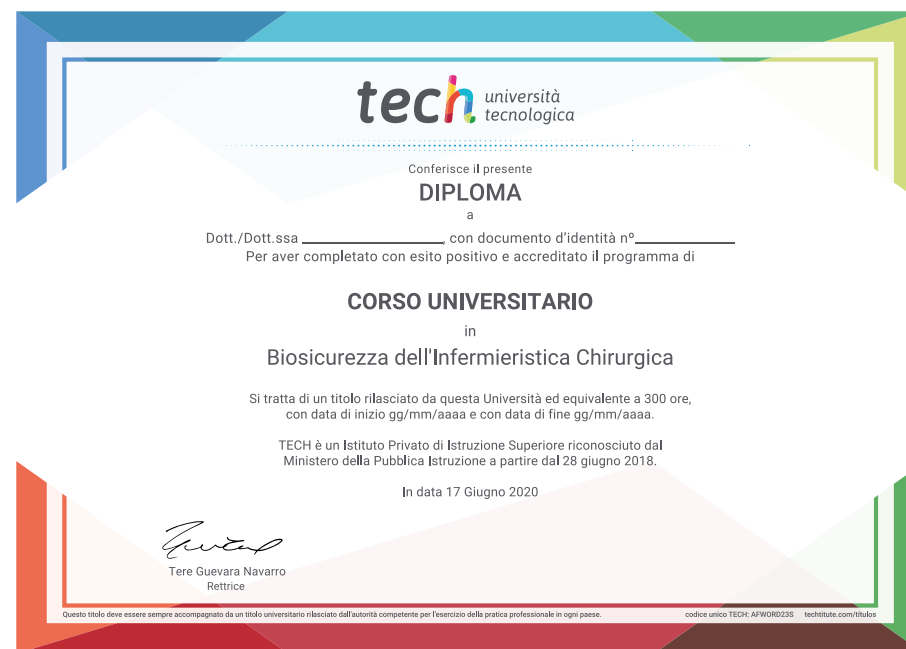 tech università
tecnologica
Conferisce il presente
DIPLOMA
a
Dott./Dott.ssa ____________________, con documento d'identità nº______________
Per aver completato con esito positivo e accreditato il programma di
CORSO UNIVERSITARIO
in
Biosicurezza dell'Infermieristica Chirurgica
Si tratta di un titolo rilasciato da questa Università ed equivalente a 300 ore,
con data di inizio gg/mm/aaaa e con data di fine gg/mm/aaaa.
TECH è un Istituto Privato di Istruzione Superiore riconosciuto dal
Ministero della Pubblica Istruzione a partire dal 28 giugno 2018.
In data 17 Giugno 2020
Tere Guevara Navarro
Rettrice
Questo titolo deve essere sempre accompagnato da un titolo universitario rilasciato dall'autorità competente per l'esercizio della pratica professionale in ogni paese. codice unico TECH: AFWORD23S techtitute.com/titulos